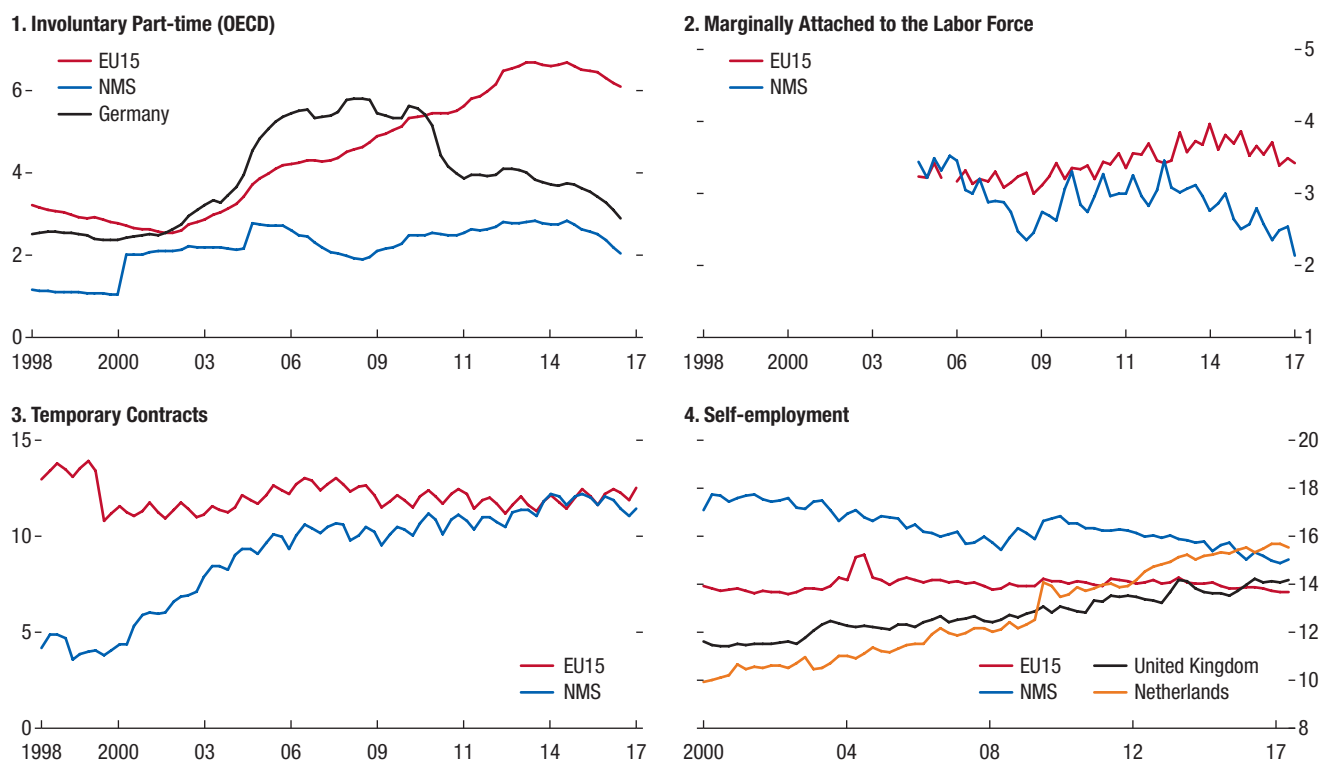 1. Involuntary Part-time (OECD)
EU15
NMS
Germany
6
4
2
0
1998 2000 03 06 09 11 14 17
2. Marginally Attached to the Labor Force
EU15
NMS
5
4
3
2
1
1998 2000 03 06 09 11 14 17
3. Temporary Contracts
15
10
5
0
EU15
NMS
1998 2000 03 06 09 11 14 17
4. Self-employment
20
18
16
14
12
10
8
EU15 United Kingdom
NMS Netherlands
2000 04 08 12 17